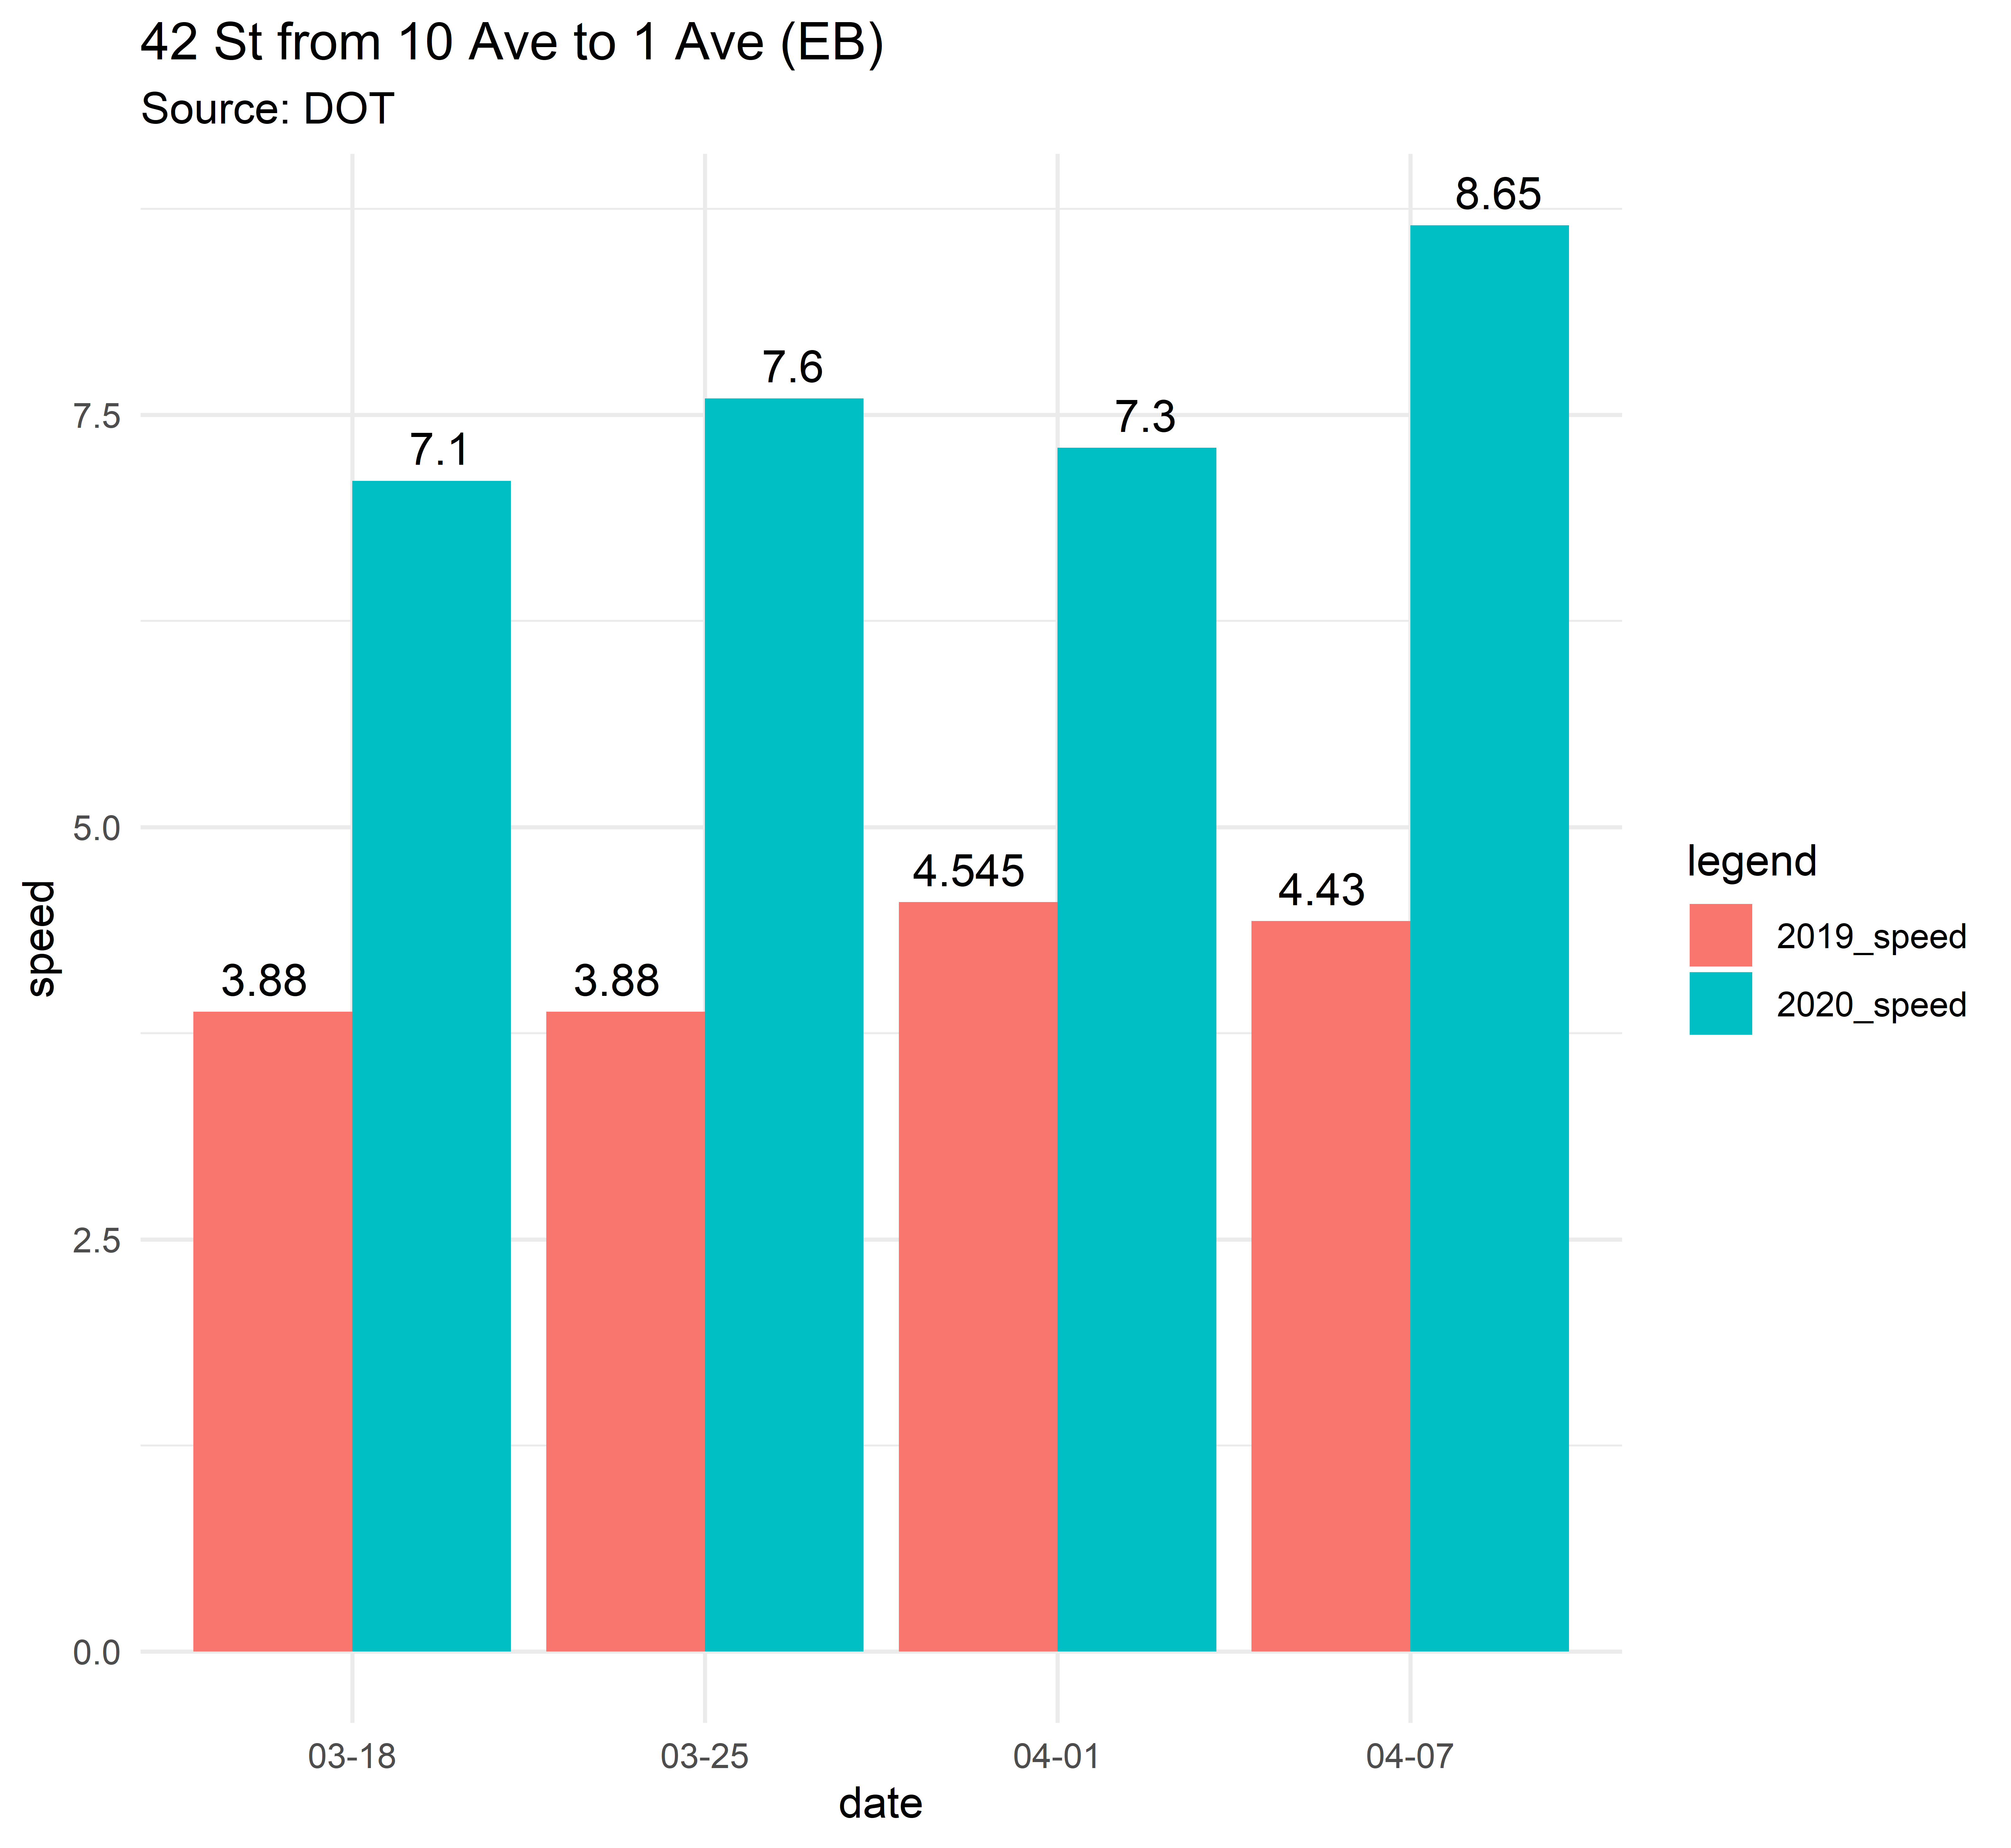 42 St from 10 Ave to 1 Ave (EB)
Source: DOT
8.65
7.6
7.5
7.3
7.1
5.0
4.545
4.43
3.88
3.88
2.5
0.0
speed
03-18
03-25
04-01
04-07
date
legend
2019_speed
2020_speed